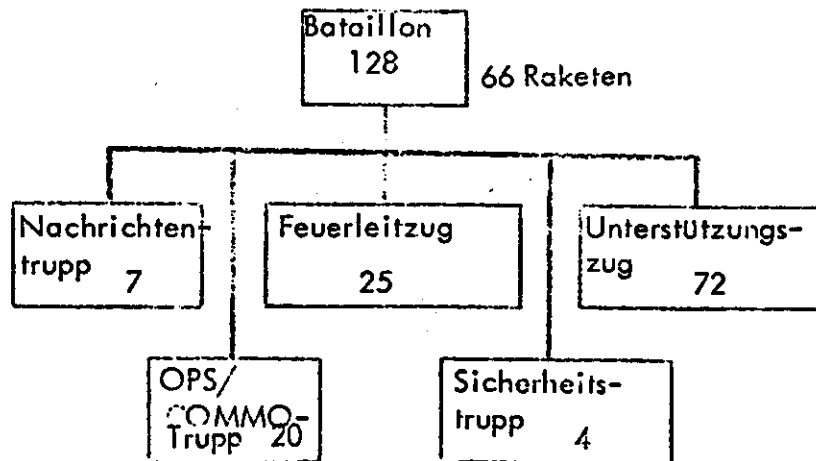 Bataillon
128
66 Raketen
Nachrichten-
trupp 7
Feuerleitzug
25
Unterstützungs-
zug 72
OPS/
COMMO-
Trupp 20
Sicherheits-
trupp 4